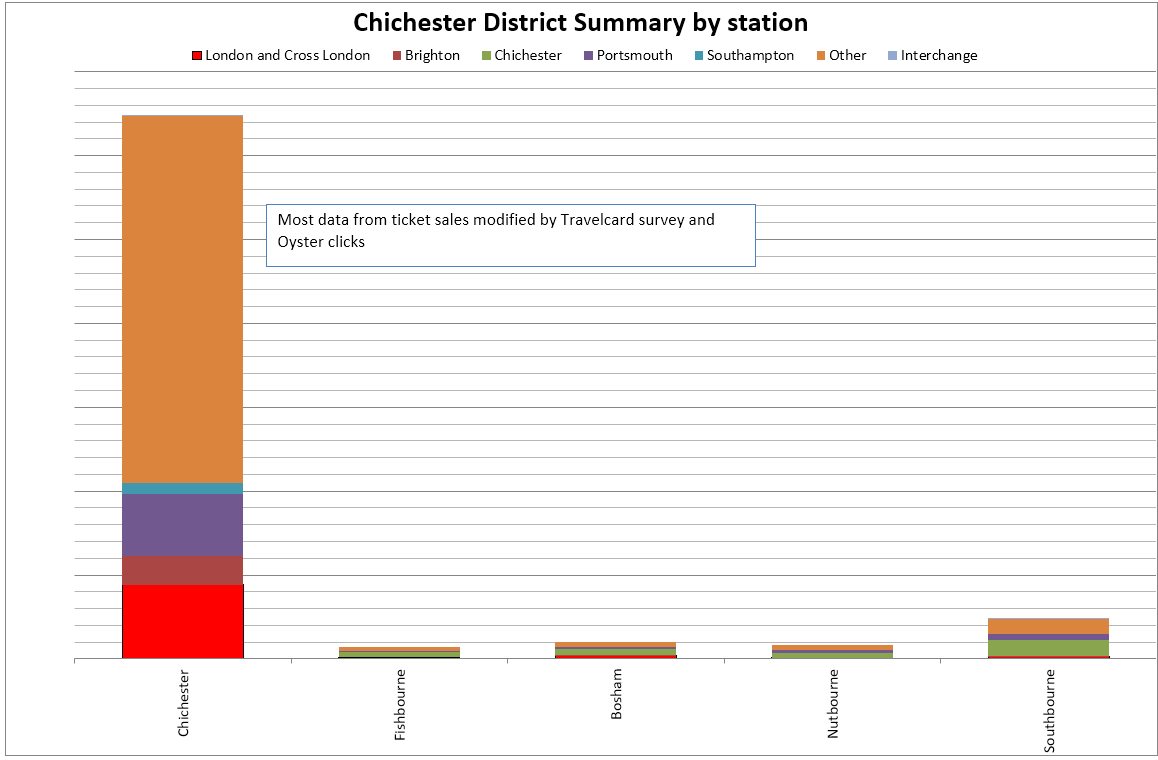 Chichester District Summary by station
London and Cross London Brighton Chichester Portsmouth Southampton Other Interchange
Most data from ticket sales modified by Travelcard survey and
Oyster clicks
Chichester
Fishbourne
Bosham
Nutbourne
Southbourne